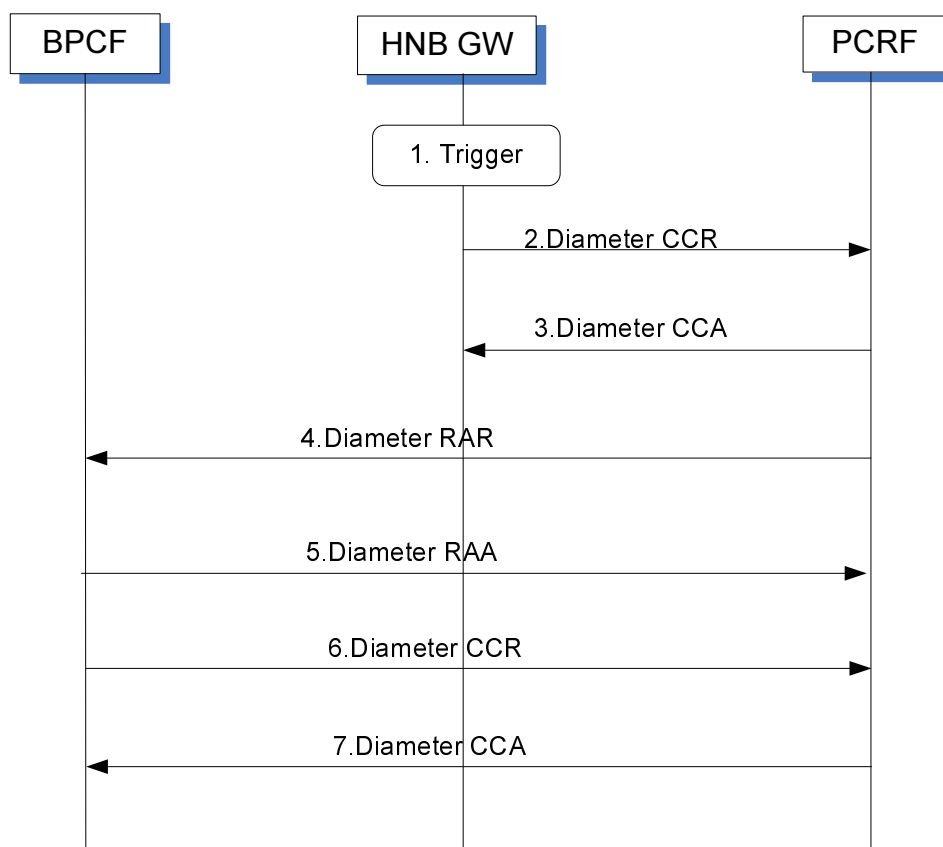 BPCF
HNB GW
PCRF
1. Trigger
2.Diameter CCR
3.Diameter CCA
4.Diameter RAR
5.Diameter RAA
6.Diameter CCR
7.Diameter CCA